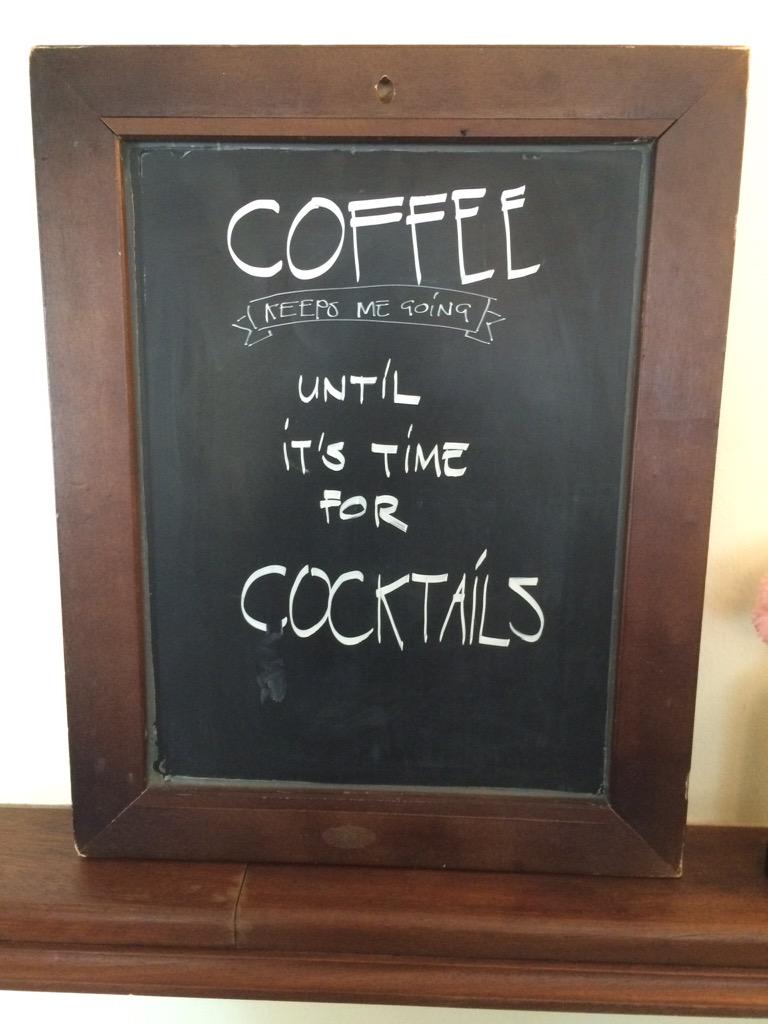 COFFEE
KEEPS ME GOING
UNTIL
IT'S TIME
FOR
COCKTAILS